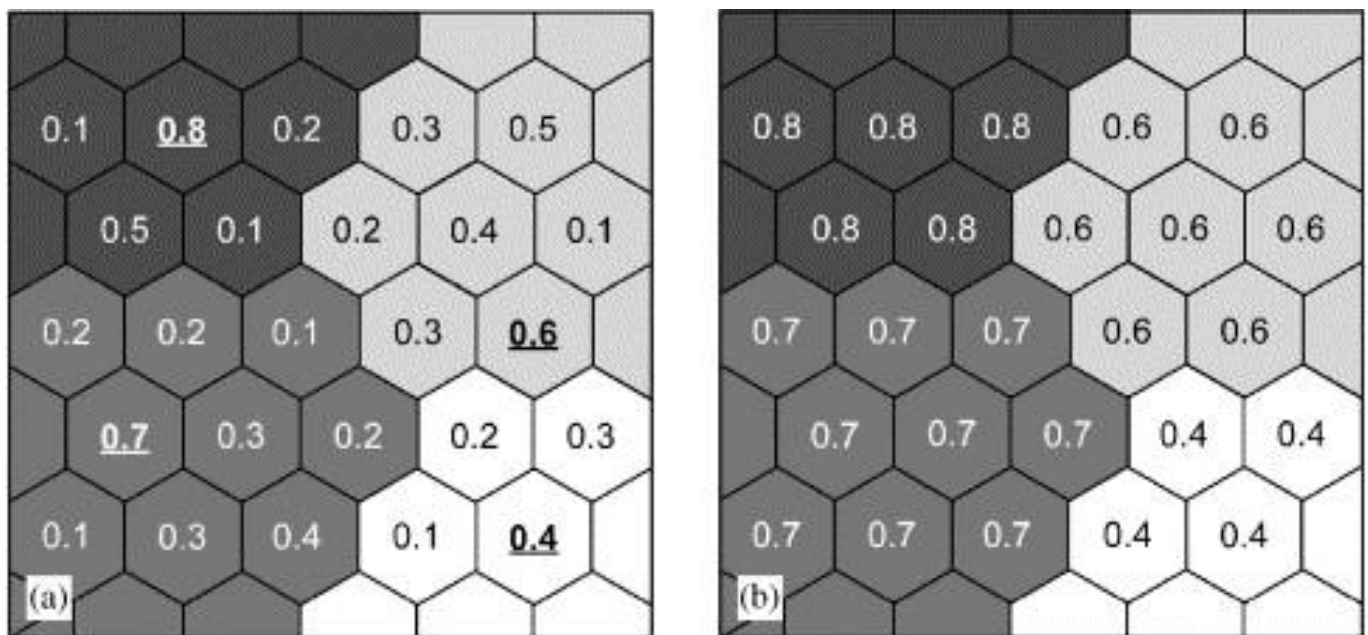 0.1 0.8 0.2 0.3 0.5
0.5 0.1 0.2 0.4 0.1
0.2 0.2 0.1 0.3 0.6
0.7 0.3 0.2 0.2 0.3
0.1 0.3 0.4 0.1 0.4
(a)
0.8 0.8 0.8 0.6 0.6
0.8 0.8 0.6 0.6 0.6
0.7 0.7 0.7 0.6 0.6
0.7 0.7 0.7 0.4 0.4
0.7 0.7 0.7 0.4 0.4
(b)